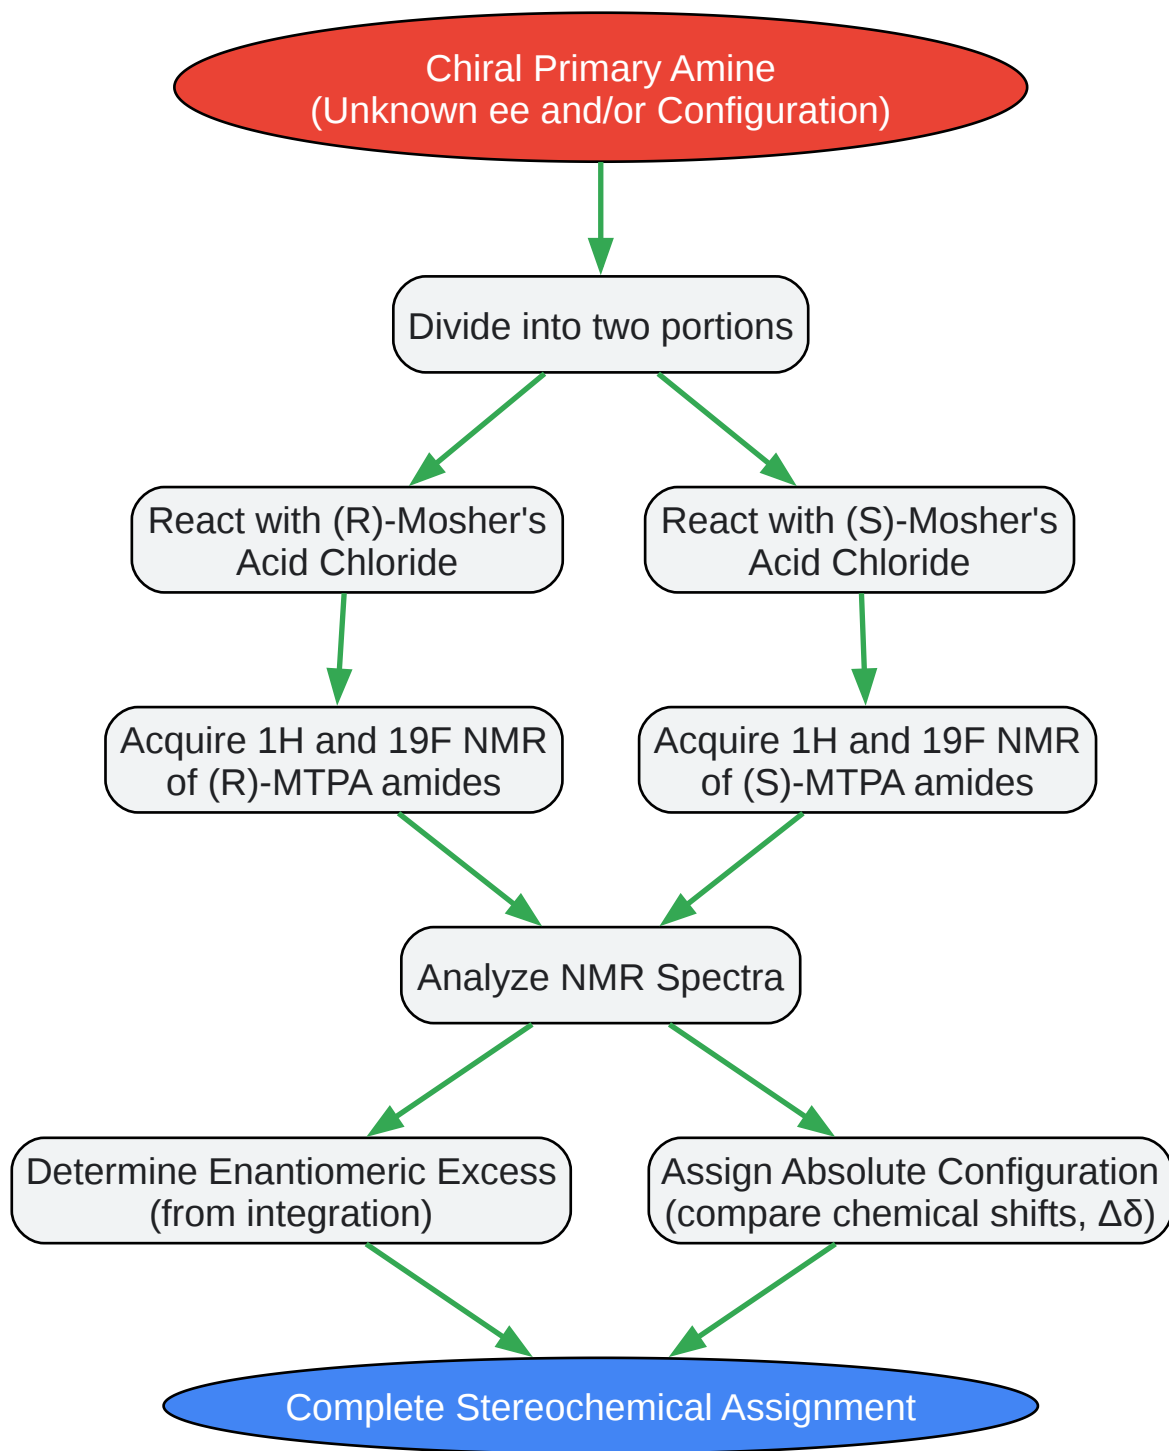 Chiral Primary Amine
(Unknown ee and/or Configuration)
Divide into two portions
React with (R)-Mosher's
Acid Chloride
React with (S)-Mosher's
Acid Chloride
Acquire 1H and 19F NMR
of (R)-MTPA amides
Acquire 1H and 19F NMR
of (S)-MTPA amides
Analyze NMR Spectra
Determine Enantiomeric Excess
(from integration)
Assign Absolute Configuration
(compare chemical shifts, Δδ)
Complete Stereochemical Assignment